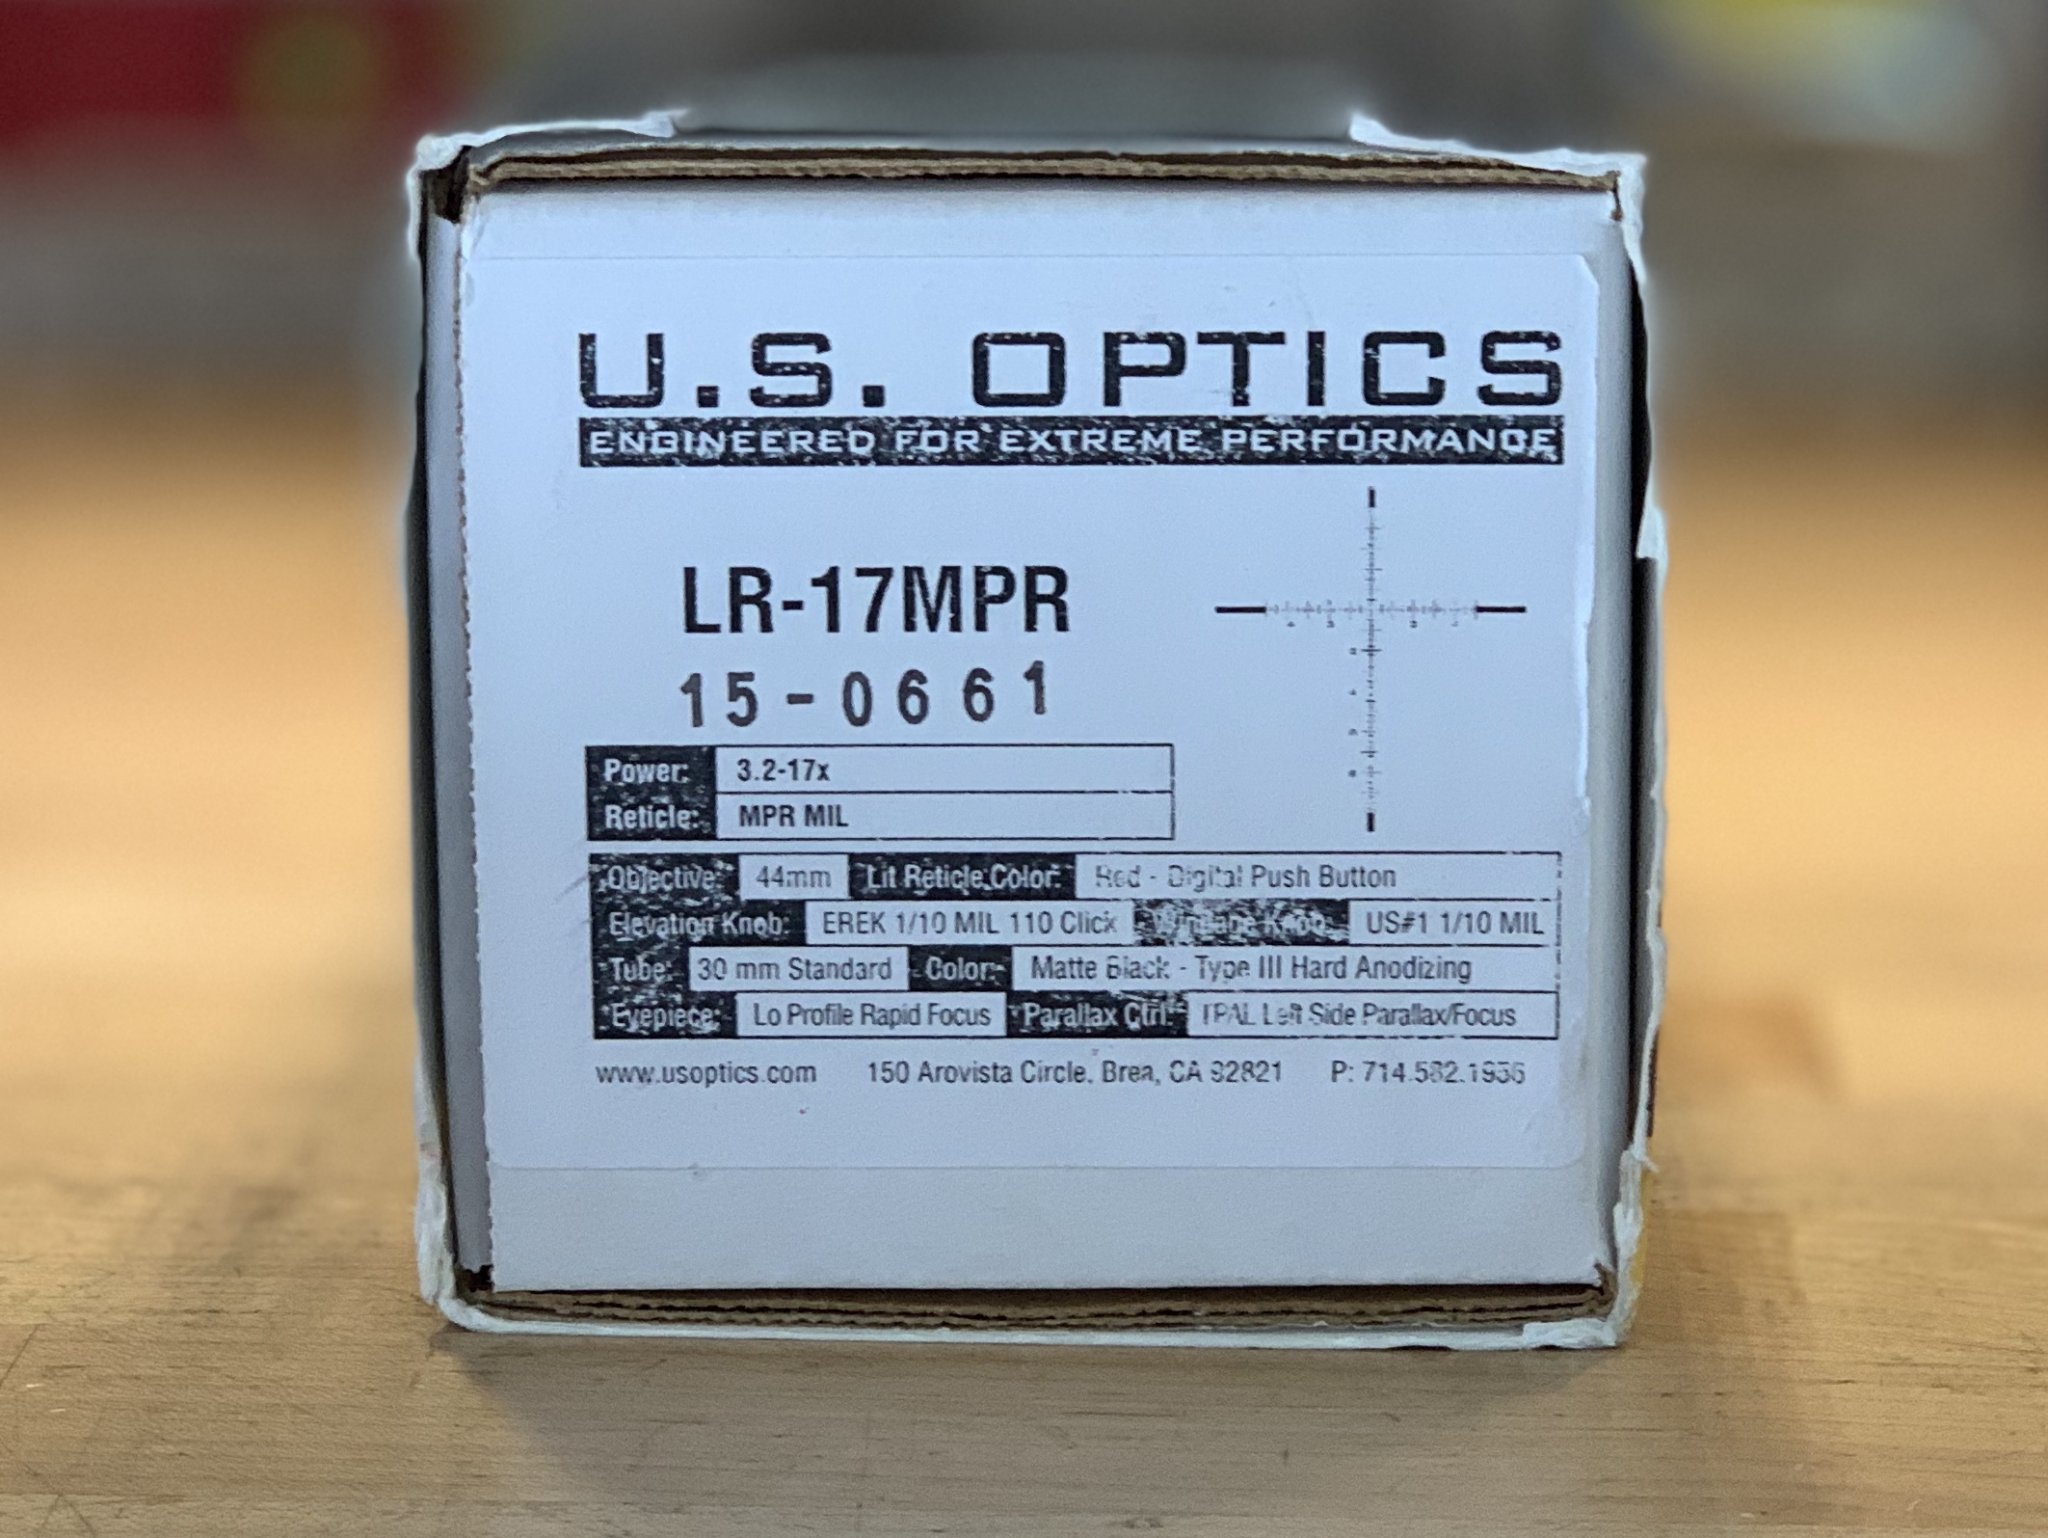 U.S. OPTICS
ENGINEERED FOR EXTREME PERFORMANCE
LR-17MPR
15-0661
Power: 3.2-17x
Reticle: MPR MIL
Objective: 44mm Lit Reticle Color: Red - Digital Push Button
Elevation Knob: EREK 1/10 MIL 110 Click Windage Knob: US#1 1/10 MIL
Tube: 30 mm Standard Color: Matte Black - Type III Hard Anodizing
Eyepiece: Lo Profile Rapid Focus Parallax Ctrl: TPAL Left Side Parallax/Focus
www.usoptics.com 150 Arovista Circle, Brea, CA 92821 P: 714.582.1956